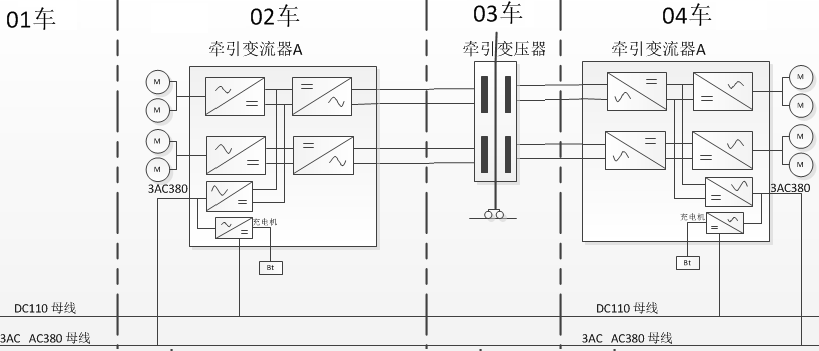 01车
02车
03车
04车
牵引变流器A
牵引变压器
牵引变流器A
M
M
M
M
M
M
M
M
3AC380
3AC380
充电机
充电机
Bt
Bt
DC110 母线
DC110 母线
3AC AC380 母线
3AC AC380 母线